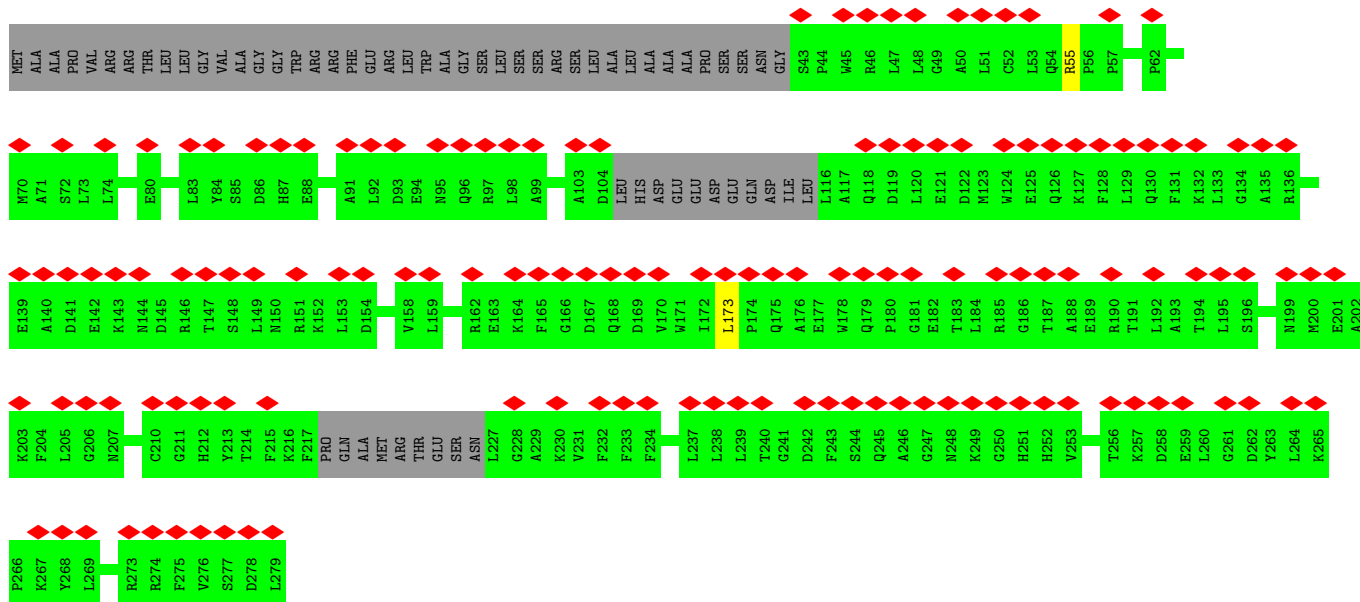 MET ALA ALA PRO VAL ARG ARG THR LEU LEU GLY VAL ALA GLY GLY TRP ARG ARG PHE GLU ARG LEU TRP ALA GLY SER LEU SER SER ARG SER LEU ALA LEU ALA ALA ALA PRO SER SER ASN GLY S43 P44 W45 R46 L47 L48 G49 A50 L51 C52 L53 Q54 R55 P56 P57 P62
M70 A71 S72 L73 L74 E80 L83 Y84 S85 D86 H87 E88 A91 L92 D93 E94 N95 Q96 R97 L98 A99 A103 D104 LEU HIS ASP GLU GLU ASP GLU GLN ASP ILE LEU L116 A117 Q118 D119 L120 E121 D122 M123 W124 E125 Q126 K127 F128 L129 Q130 F131 K132 L133 G134 A135 R136
E139 A140 D141 E142 K143 N144 D145 R146 T147 S148 L149 N150 R151 K152 L153 D154 V158 L159 R162 E163 K164 F165 G166 D167 Q168 D169 V170 W171 I172 L173 P174 Q175 A176 E177 W178 Q179 P180 G181 E182 T183 L184 R185 G186 T187 A188 E189 R190 T191 L192 A193 T194 L195 S196 N199 M200 E201 A202
K203 F204 L205 G206 N207 C210 G211 H212 Y213 T214 F215 K216 F217 PRO GLN ALA MET ARG THR GLU SER ASN L227 G228 A229 K230 V231 F232 F233 F234 L237 L238 L239 T240 G241 D242 F243 S244 Q245 A246 G247 N248 K249 G250 H251 H252 V253 T256 K257 D258 E259 L260 G261 D262 Y263 L264 K265
P266 K267 Y268 L269 R273 R274 F275 V276 S277 D278 L279